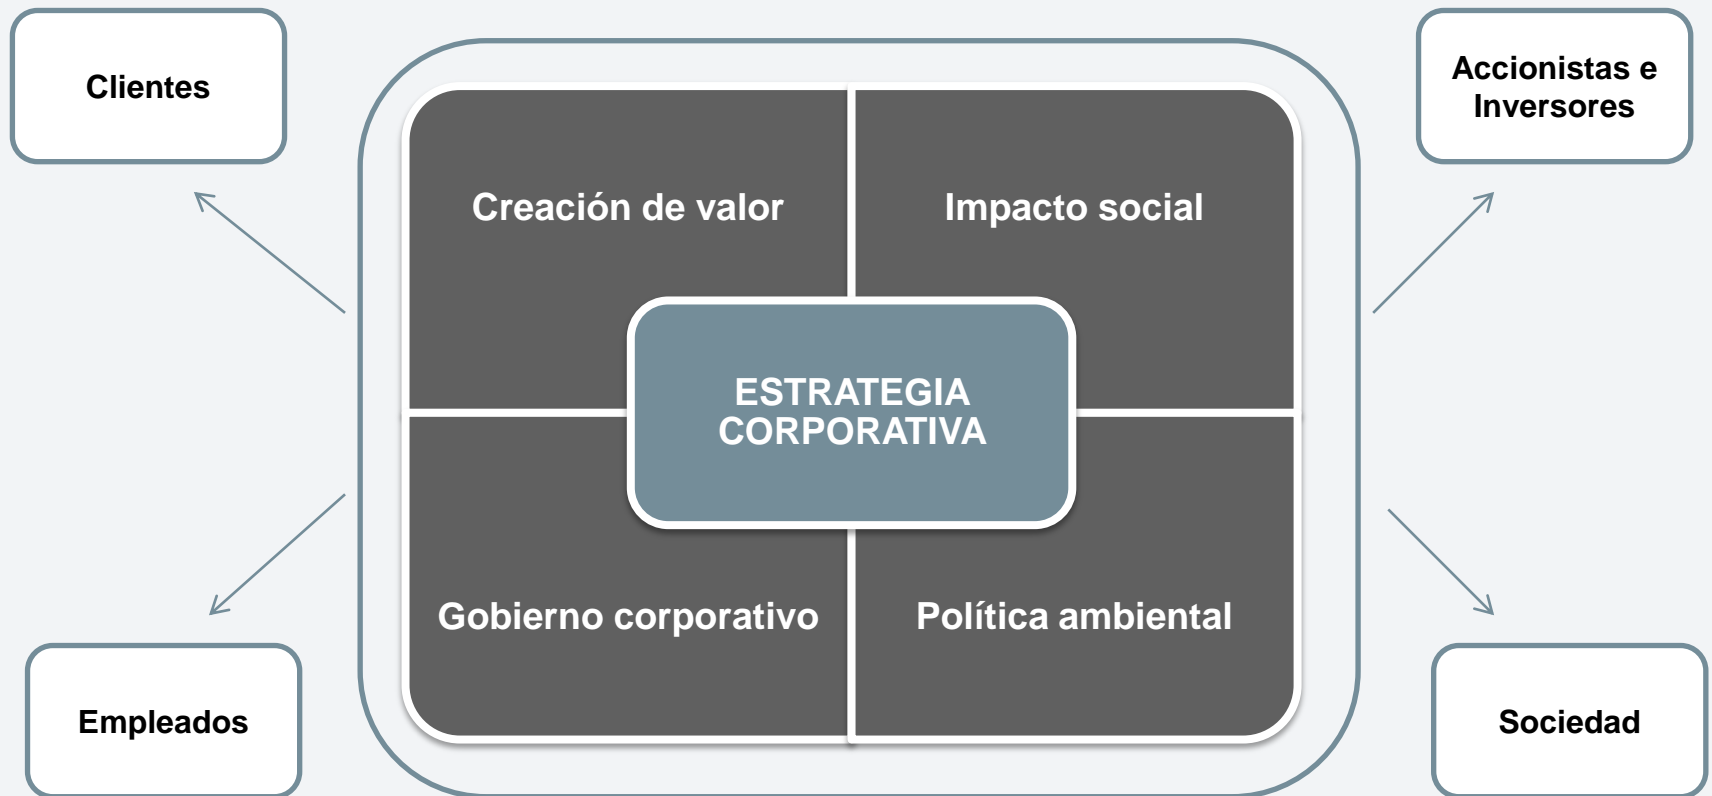 Clientes
Accionistas e
Inversores
Creación de valor
Impacto social
ESTRATEGIA
CORPORATIVA
Gobierno corporativo
Política ambiental
Empleados
Sociedad